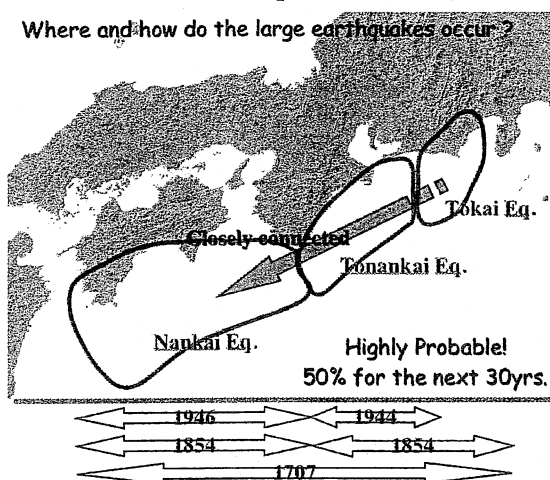 Where and how do the large earthquakes occur ?
Tōkai Eq.
Closely connected
Tonankai Eq.
Nankai Eq.
Highly Probable!
50% for the next 30yrs.
1946 1944
1854 1854
1707